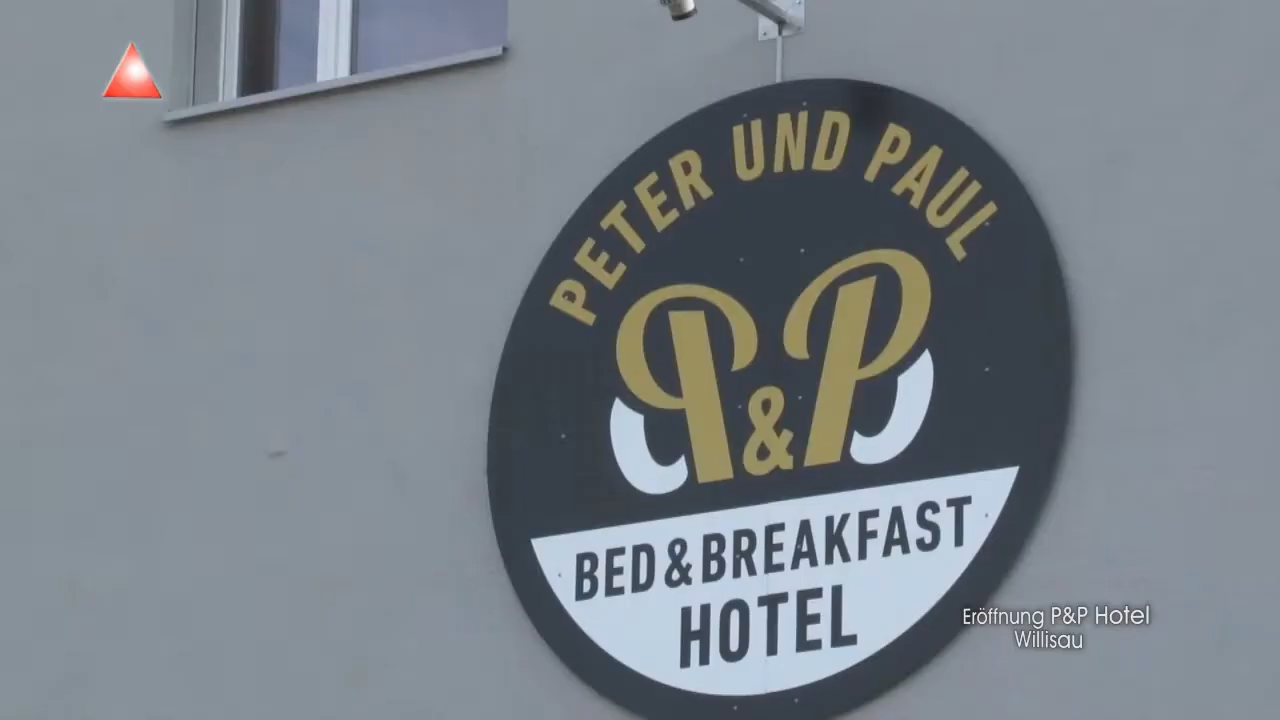 PETER UND PAUL
P&P
BED & BREAKFAST
HOTEL
Eröffnung P&P Hotel
Willisau